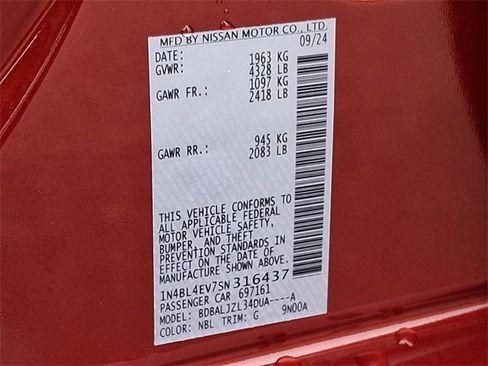 MFD BY NISSAN MOTOR CO., LTD.
DATE: 09/24
GVWR: 1963 KG
4328 LB
GAWR FR.: 1097 KG
2418 LB
GAWR RR.: 945 KG
2083 LB
THIS VEHICLE CONFORMS TO
ALL APPLICABLE FEDERAL
MOTOR VEHICLE SAFETY,
BUMPER, AND THEFT
PREVENTION STANDARDS IN
EFFECT ON THE DATE OF
MANUFACTURE SHOWN ABOVE.
1N4BL4EV7SN316437
PASSENGER CAR 697161
MODEL: BDBALJZL34DUA----A
COLOR: NBL TRIM: G 9N00A